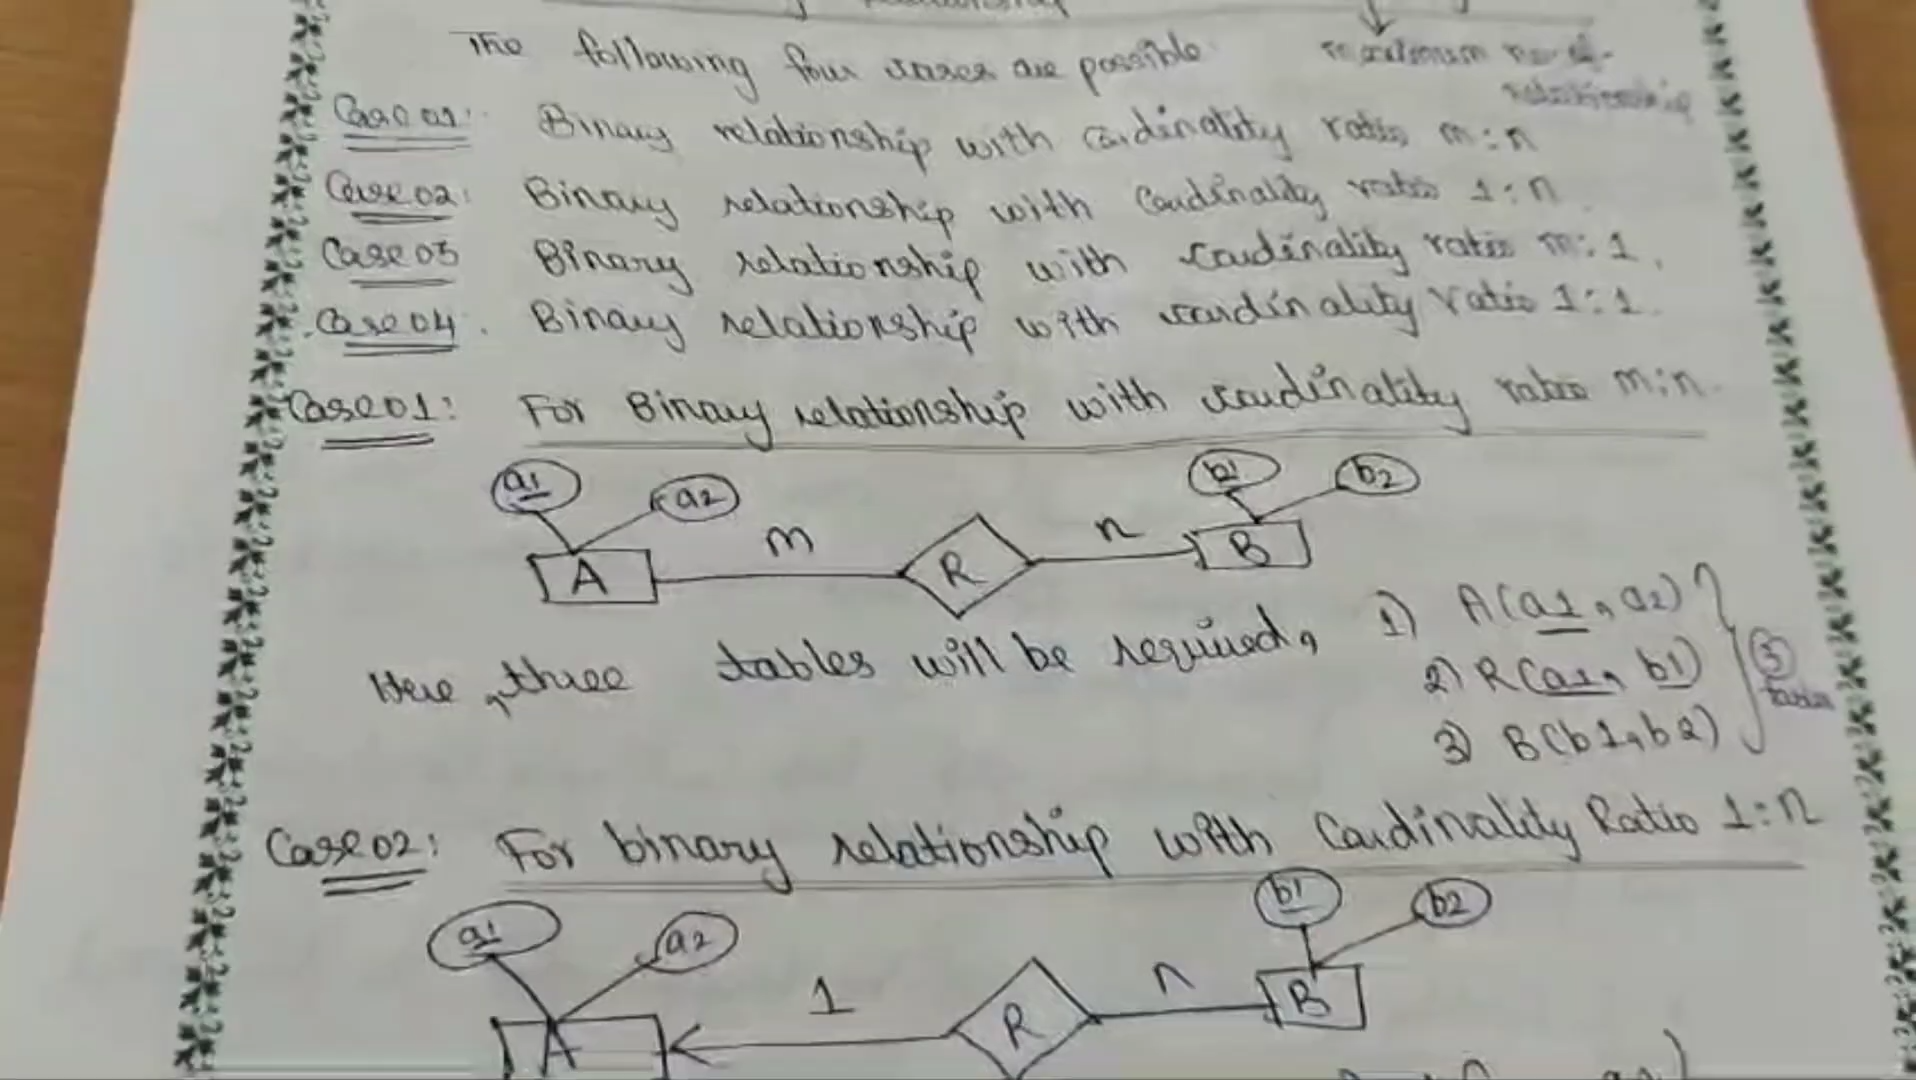 The following four cases are possible
maximum no. of
relationship
Case 01: Binary relationship with cardinality ratio m:n
Case 02: Binary relationship with Cardinality ratio 1:n
Case 03 Binary relationship with cardinality ratio m:1.
Case 04. Binary relationship with cardinality ratio 1:1.
Case 01: For Binary relationship with cardinality ratio m:n.
a1 a2 b1 b2
A m R n B
Here, three tables will be required,
1) A(a1, a2)
2) R(a1, b1)
3) B(b1, b2)
3
Case 02: For binary relationship with Cardinality Ratio 1:n
a1 a2 b1 b2
A 1 R n B